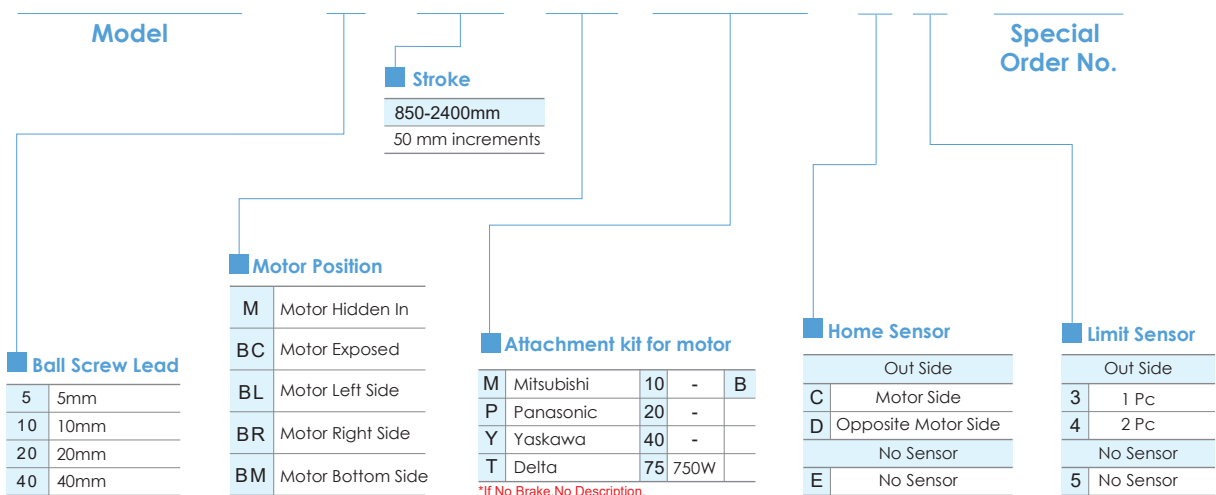 Model
Special
Order No.
Stroke
850-2400mm
50 mm increments
Motor Position
M Motor Hidden In
BC Motor Exposed
BL Motor Left Side
BR Motor Right Side
BM Motor Bottom Side
Ball Screw Lead
5 5mm
10 10mm
20 20mm
40 40mm
Attachment kit for motor
M Mitsubishi 10 - B
P Panasonic 20 -
Y Yaskawa 40 -
T Delta 75 750W
*If No Brake,No Description.
Home Sensor
Out Side
C Motor Side
D Opposite Motor Side
No Sensor
E No Sensor
Limit Sensor
Out Side
3 1 Pc
4 2 Pc
No Sensor
5 No Sensor